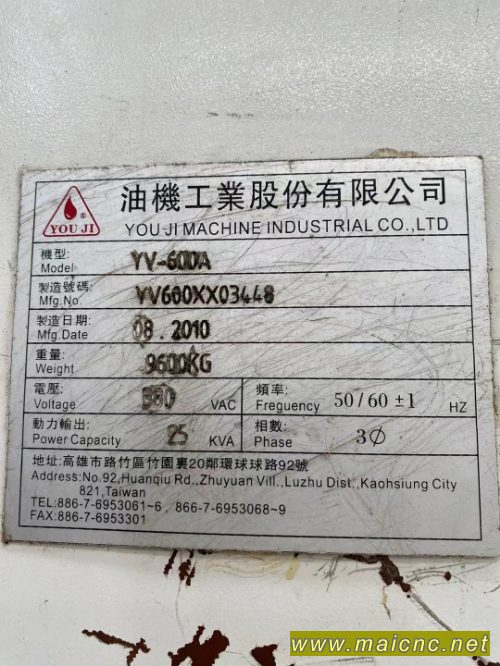 油機工業股份有限公司
YOU JI ®
YOU JI MACHINE INDUSTRIAL CO.,LTD
機型:
Model YV-600A
製造號碼:
Mfg.No. YV600XX03448
製造日期:
Mfg.Date 08.2010
重量:
Weight 9600KG
電壓: 頻率:
Voltage 380 VAC Freguency 50/60 ±1 HZ
動力輸出: 相數:
Power Capacity 25 KVA Phase 3∅
地址:高雄市路竹區竹園裏20鄰環球球路92號
Address:No.92,Huanqiu Rd.,Zhuyuan Vill.,Luzhu Dist.,Kaohsiung City
821,Taiwan
TEL:886-7-6953061~6, 866-7-6953068~9
FAX:886-7-6953301
www.maicnc.net